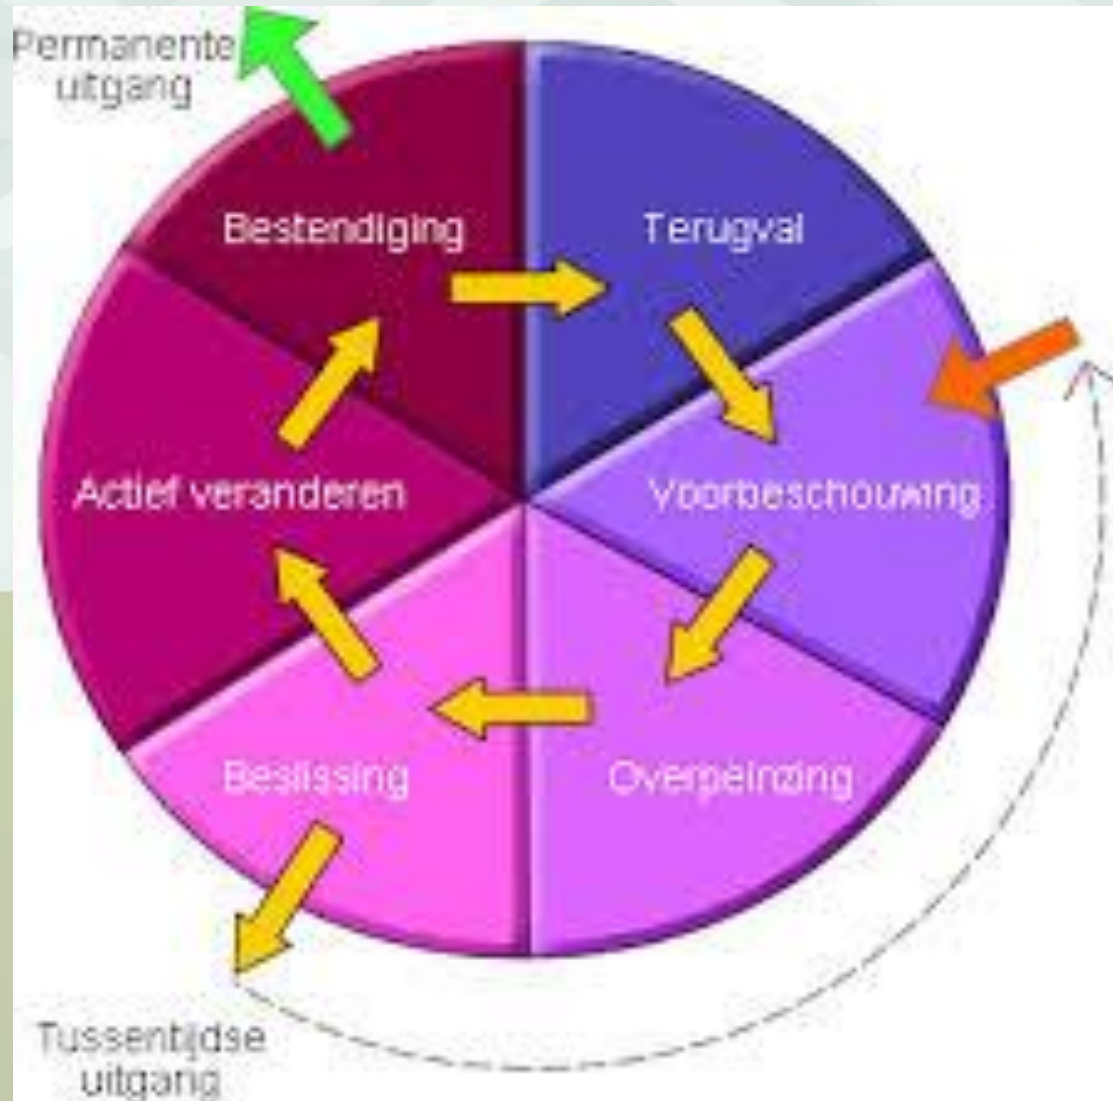 Permanente
uitgang
Bestendiging
Terugval
Actief veranderen
Voorbeschouwing
Beslissing
Overpeinzing
Tussentijdse
uitgang